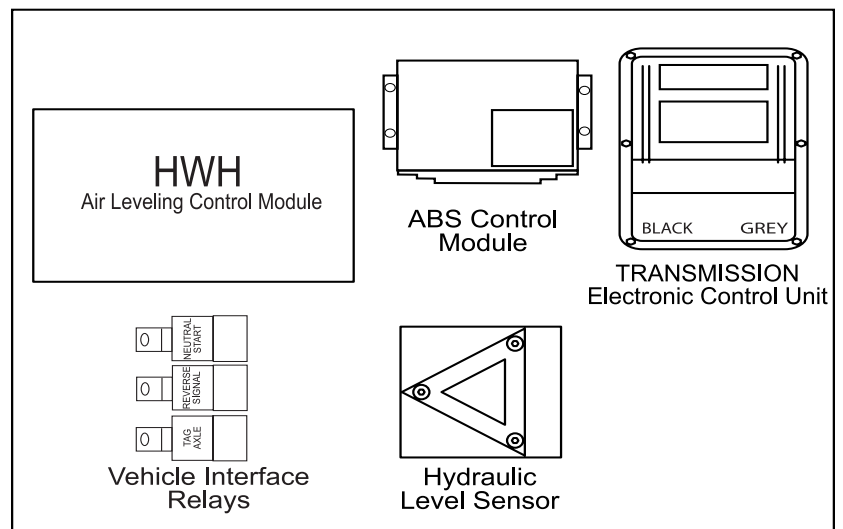 HWH
Air Leveling Control Module
ABS Control
Module
BLACK GREY
TRANSMISSION
Electronic Control Unit
NEUTRAL
START
REVERSE
SIGNAL
TAG
AXLE
Vehicle Interface
Relays
Hydraulic
Level Sensor